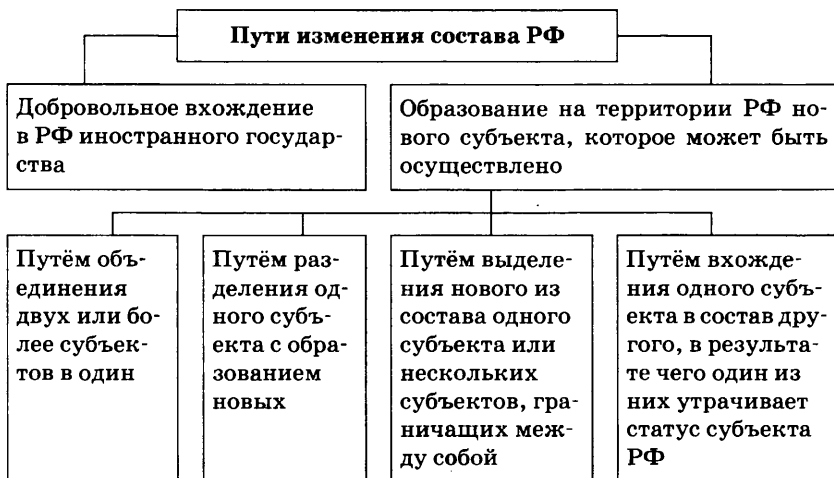 Пути изменения состава РФ
Добровольное вхождение
в РФ иностранного государ-
ства
Образование на территории РФ но-
вого субъекта, которое может быть
осуществлено
Путём объ-
единения
двух или бо-
лее субъек-
тов в один
Путём раз-
деления од-
ного субъ-
екта с обра-
зованием
новых
Путём выделе-
ния нового из
состава одного
субъекта или
нескольких
субъектов, гра-
ничащих меж-
ду собой
Путём вхожде-
ния одного субъ-
екта в состав дру-
гого, в результа-
те чего один из
них утрачивает
статус субъекта
РФ